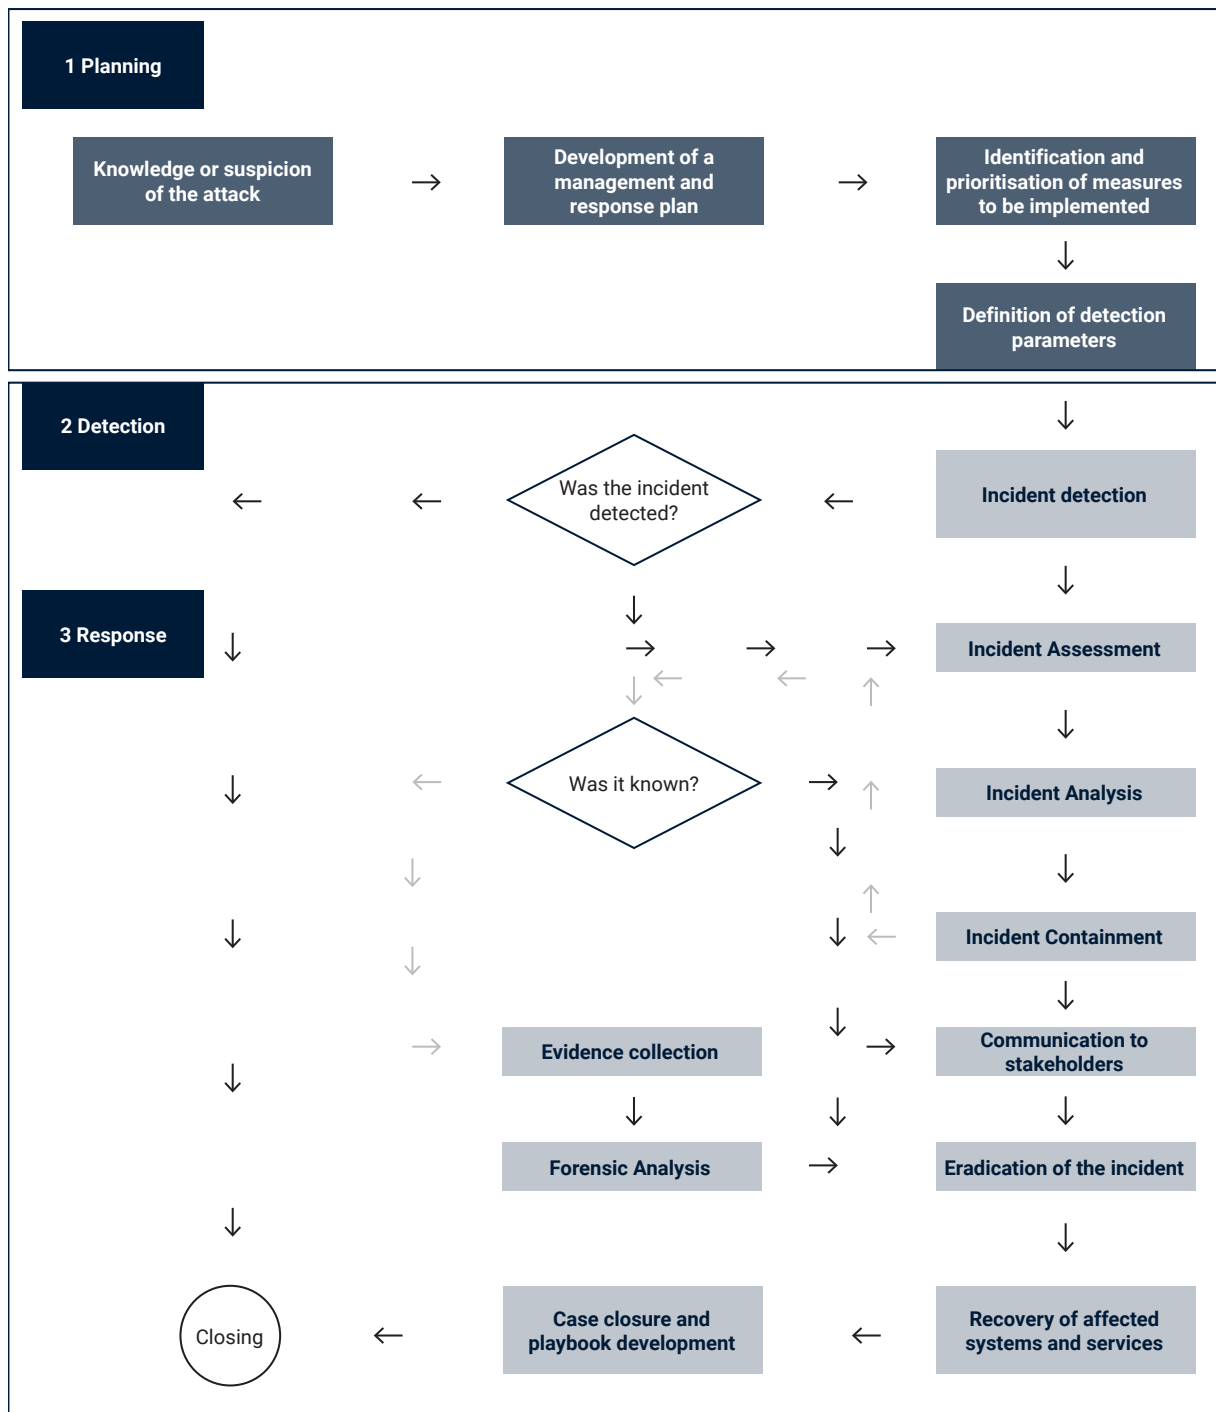 1 Planning
Knowledge or suspicion
of the attack
Development of a
management and
response plan
Identification and
prioritisation of measures
to be implemented
Definition of detection
parameters
2 Detection
Was the incident
detected?
Incident detection
3 Response
Incident Assessment
Was it known?
Incident Analysis
Incident Containment
Evidence collection
Communication to
stakeholders
Forensic Analysis
Eradication of the incident
Closing
Case closure and
playbook development
Recovery of affected
systems and services